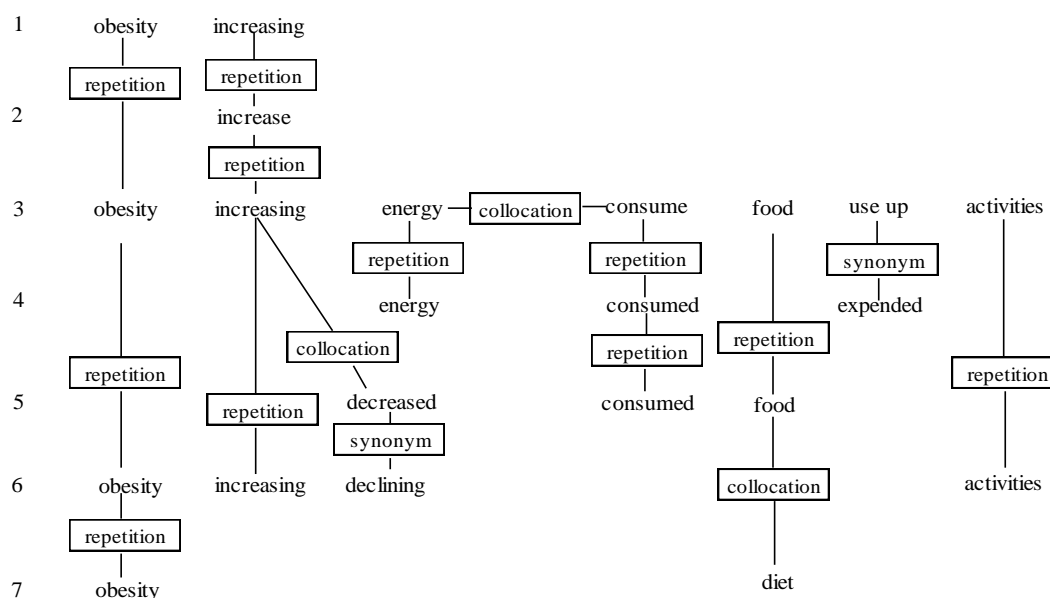 1 obesity increasing
repetition repetition
2 increase
repetition
3 obesity increasing energy collocation consume food use up activities
repetition repetition synonym
4 energy consumed expended
collocation repetition repetition
repetition repetition
5 repetition decreased consumed food
synonym
6 obesity increasing declining collocation activities
repetition
7 obesity diet